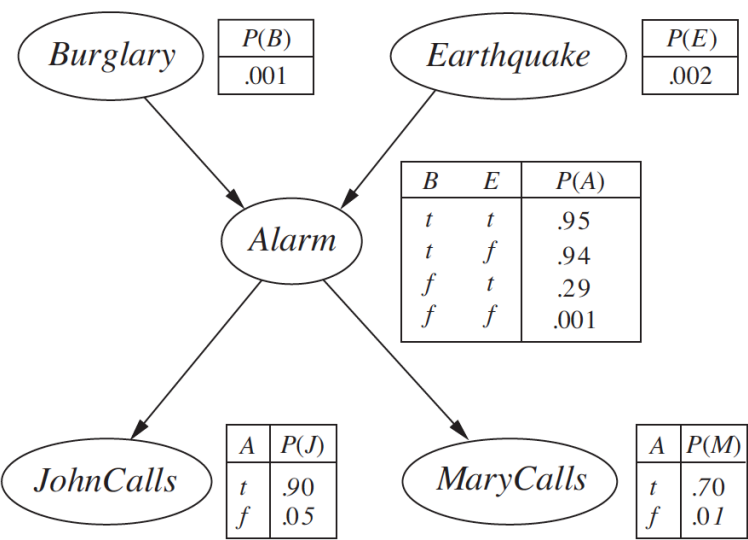 Burglary
P(B)
.001
Earthquake
P(E)
.002
Alarm
B E P(A)
t t .95
t f .94
f t .29
f f .001
JohnCalls
A P(J)
t .90
f .05
MaryCalls
A P(M)
t .70
f .01